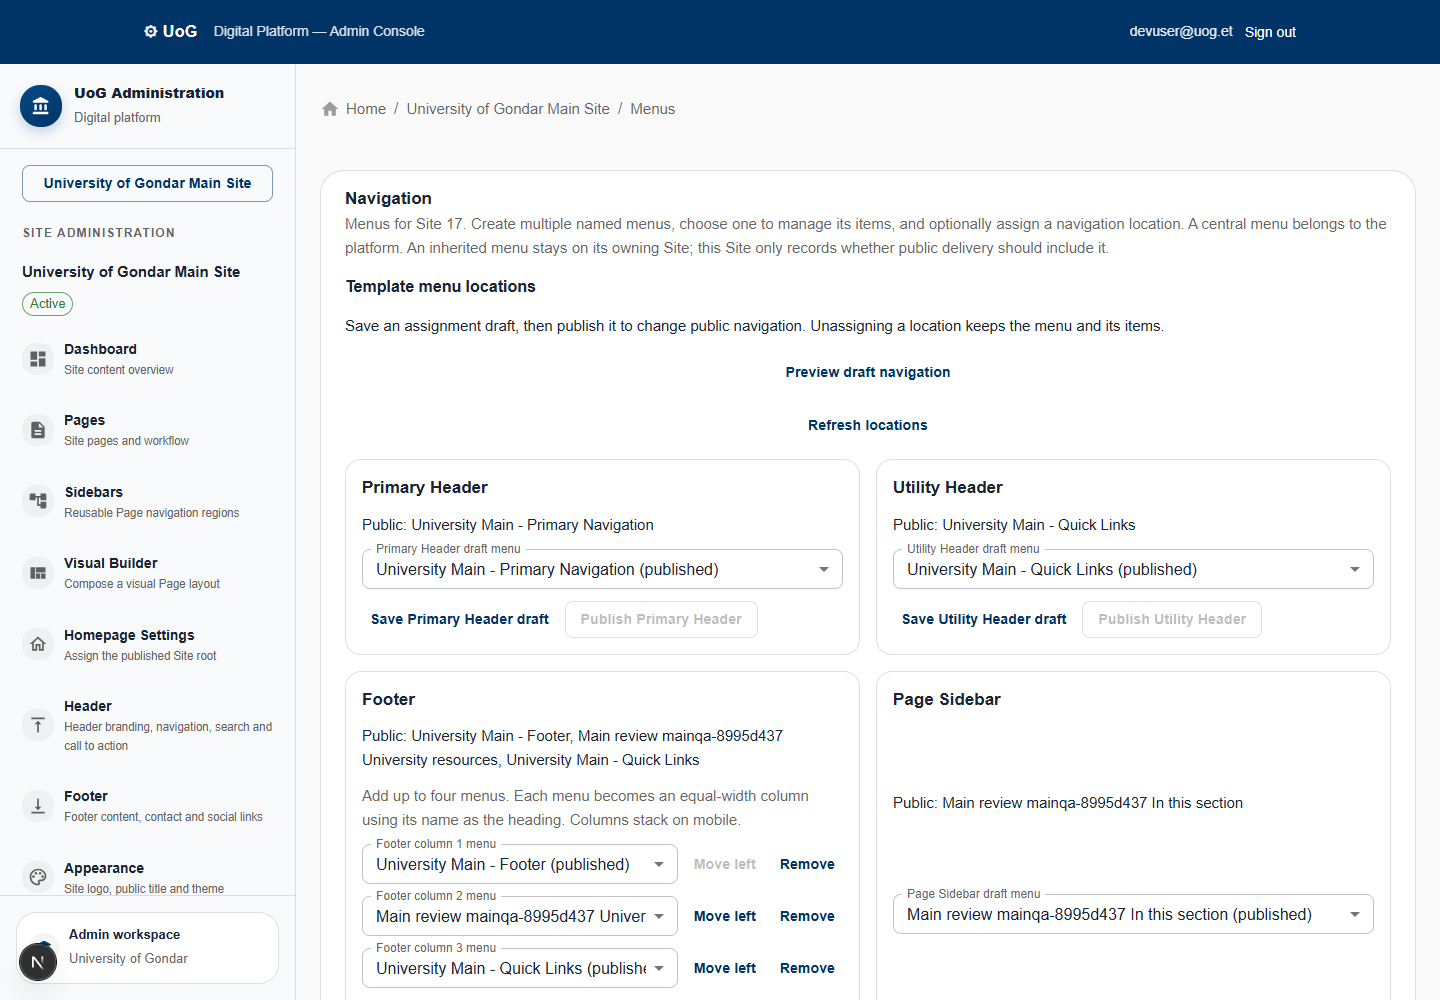 UoG Digital Platform — Admin Console devuser@uog.et Sign out
UoG Administration
Digital platform
University of Gondar Main Site
SITE ADMINISTRATION
University of Gondar Main Site
Active
Dashboard
Site content overview
Pages
Site pages and workflow
Sidebars
Reusable Page navigation regions
Visual Builder
Compose a visual Page layout
Homepage Settings
Assign the published Site root
Header
Header branding, navigation, search and
call to action
Footer
Footer content, contact and social links
Appearance
Site logo, public title and theme
Admin workspace
University of Gondar
N
Home / University of Gondar Main Site / Menus
Navigation
Menus for Site 17. Create multiple named menus, choose one to manage its items, and optionally assign a navigation location. A central menu belongs to the
platform. An inherited menu stays on its owning Site; this Site only records whether public delivery should include it.
Template menu locations
Save an assignment draft, then publish it to change public navigation. Unassigning a location keeps the menu and its items.
Preview draft navigation
Refresh locations
Primary Header
Public: University Main - Primary Navigation
Primary Header draft menu
University Main - Primary Navigation (published)
Save Primary Header draft Publish Primary Header
Utility Header
Public: University Main - Quick Links
Utility Header draft menu
University Main - Quick Links (published)
Save Utility Header draft Publish Utility Header
Footer
Public: University Main - Footer, Main review mainqa-8995d437
University resources, University Main - Quick Links
Add up to four menus. Each menu becomes an equal-width column
using its name as the heading. Columns stack on mobile.
Footer column 1 menu
University Main - Footer (published) Move left Remove
Footer column 2 menu
Main review mainqa-8995d437 Univer Move left Remove
Footer column 3 menu
University Main - Quick Links (publishe Move left Remove
Page Sidebar
Public: Main review mainqa-8995d437 In this section
Page Sidebar draft menu
Main review mainqa-8995d437 In this section (published)